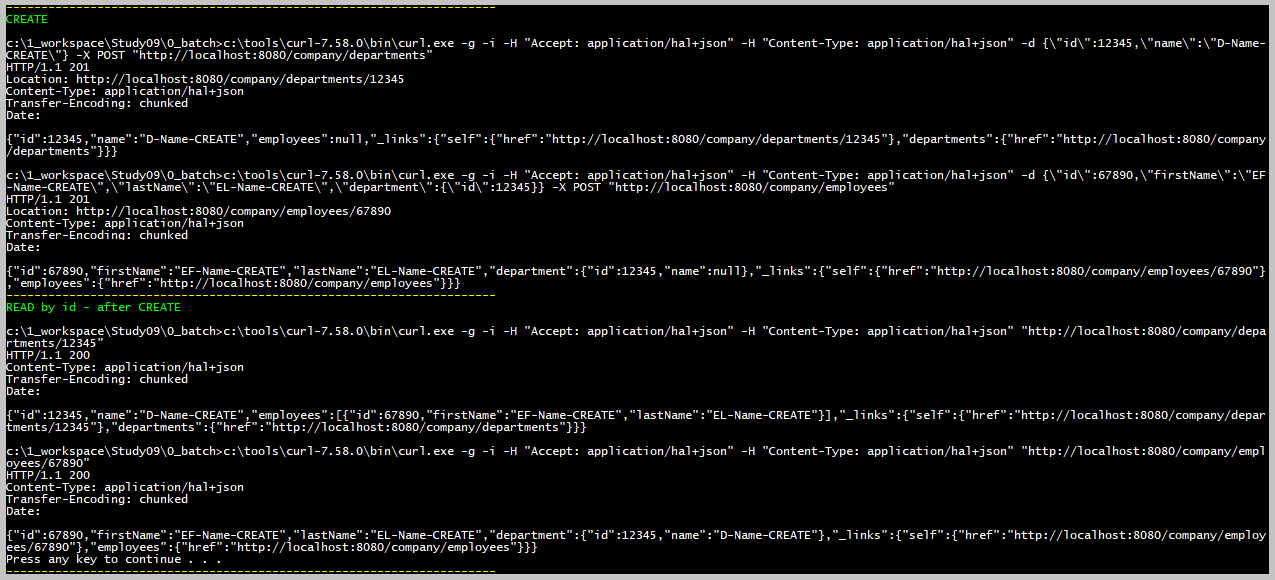 ----------------------------------------------------------------------
CREATE
c:\1_workspace\Study09\0_batch>c:\tools\curl-7.58.0\bin\curl.exe -g -i -H "Accept: application/hal+json" -H "Content-Type: application/hal+json" -d {\"id\":12345,\"name\":\"D-Name-
CREATE\"} -X POST "http://localhost:8080/company/departments"
HTTP/1.1 201
Location: http://localhost:8080/company/departments/12345
Content-Type: application/hal+json
Transfer-Encoding: chunked
Date:
{"id":12345,"name":"D-Name-CREATE","employees":null,"_links":{"self":{"href":"http://localhost:8080/company/departments/12345"},"departments":{"href":"http://localhost:8080/company
/departments"}}}
c:\1_workspace\Study09\0_batch>c:\tools\curl-7.58.0\bin\curl.exe -g -i -H "Accept: application/hal+json" -H "Content-Type: application/hal+json" -d {\"id\":67890,\"firstName\":\"EF
-Name-CREATE\",\"lastName\":\"EL-Name-CREATE\",\"department\":{\"id\":12345}} -X POST "http://localhost:8080/company/employees"
HTTP/1.1 201
Location: http://localhost:8080/company/employees/67890
Content-Type: application/hal+json
Transfer-Encoding: chunked
Date:
{"id":67890,"firstName":"EF-Name-CREATE","lastName":"EL-Name-CREATE","department":{"id":12345,"name":null},"_links":{"self":{"href":"http://localhost:8080/company/employees/67890"}
,"employees":{"href":"http://localhost:8080/company/employees"}}}
----------------------------------------------------------------------
READ by id - after CREATE
c:\1_workspace\Study09\0_batch>c:\tools\curl-7.58.0\bin\curl.exe -g -i -H "Accept: application/hal+json" -H "Content-Type: application/hal+json" "http://localhost:8080/company/depa
rtments/12345"
HTTP/1.1 200
Content-Type: application/hal+json
Transfer-Encoding: chunked
Date:
{"id":12345,"name":"D-Name-CREATE","employees":[{"id":67890,"firstName":"EF-Name-CREATE","lastName":"EL-Name-CREATE"}],"_links":{"self":{"href":"http://localhost:8080/company/depar
tments/12345"},"departments":{"href":"http://localhost:8080/company/departments"}}}
c:\1_workspace\Study09\0_batch>c:\tools\curl-7.58.0\bin\curl.exe -g -i -H "Accept: application/hal+json" -H "Content-Type: application/hal+json" "http://localhost:8080/company/empl
oyees/67890"
HTTP/1.1 200
Content-Type: application/hal+json
Transfer-Encoding: chunked
Date:
{"id":67890,"firstName":"EF-Name-CREATE","lastName":"EL-Name-CREATE","department":{"id":12345,"name":"D-Name-CREATE"},"_links":{"self":{"href":"http://localhost:8080/company/employ
ees/67890"},"employees":{"href":"http://localhost:8080/company/employees"}}}
Press any key to continue . . .
----------------------------------------------------------------------